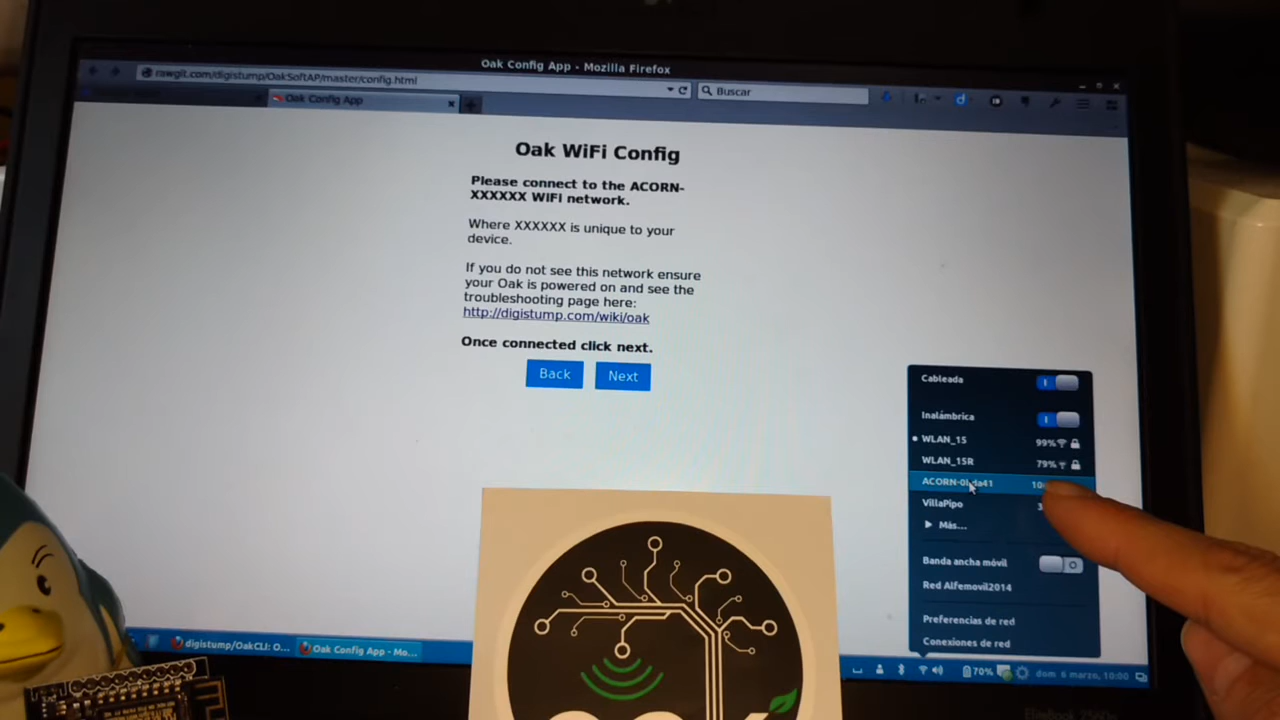 Oak Config App - Mozilla Firefox
rawgit.com/digistump/OakSoftAP/master/config.html
Buscar
Oak Config App
Oak WiFi Config
Please connect to the ACORN-
XXXXXX WiFi network.
Where XXXXXX is unique to your
device.
If you do not see this network ensure
your Oak is powered on and see the
troubleshooting page here:
http://digistump.com/wiki/oak
Once connected click next.
Back Next
Cableada
Inalámbrica
WLAN_15 99%
WLAN_15R 79%
VillaPipo
Más...
Banda ancha móvil
Red Alfemovil2014
Preferencias de red
Conexiones de red
digistump/OakCLI: O...
Oak Config App - Mo...
70%
dom 6 marzo, 10:00